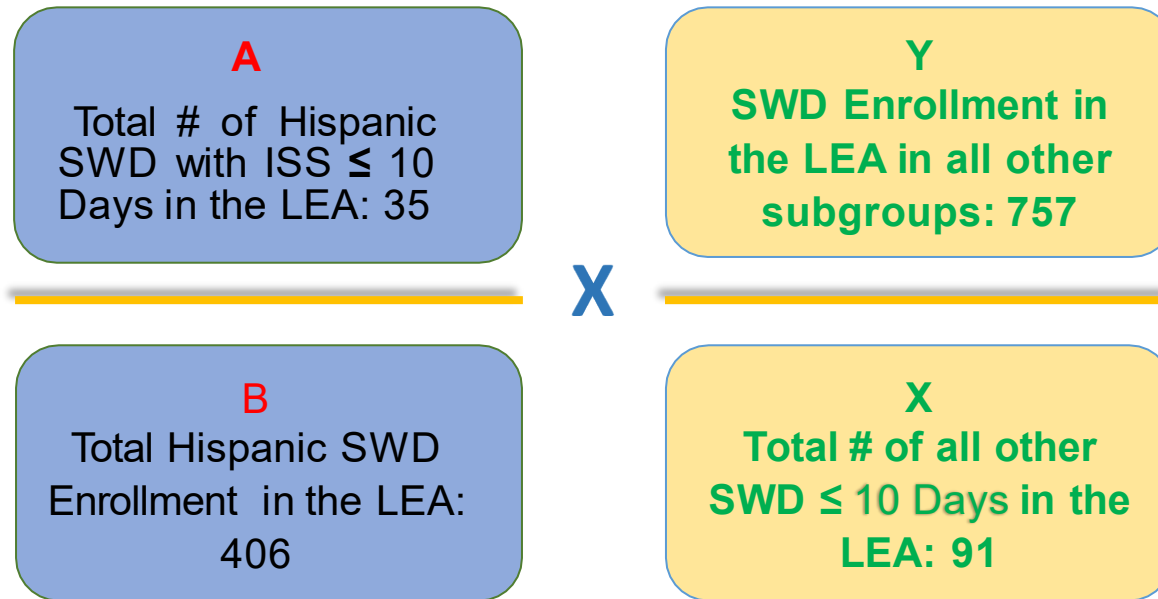 A
Total # of Hispanic
SWD with ISS ≤ 10
Days in the LEA: 35
Y
SWD Enrollment in
the LEA in all other
subgroups: 757
X
B
Total Hispanic SWD
Enrollment in the LEA:
406
X
Total # of all other
SWD ≤ 10 Days in the
LEA: 91